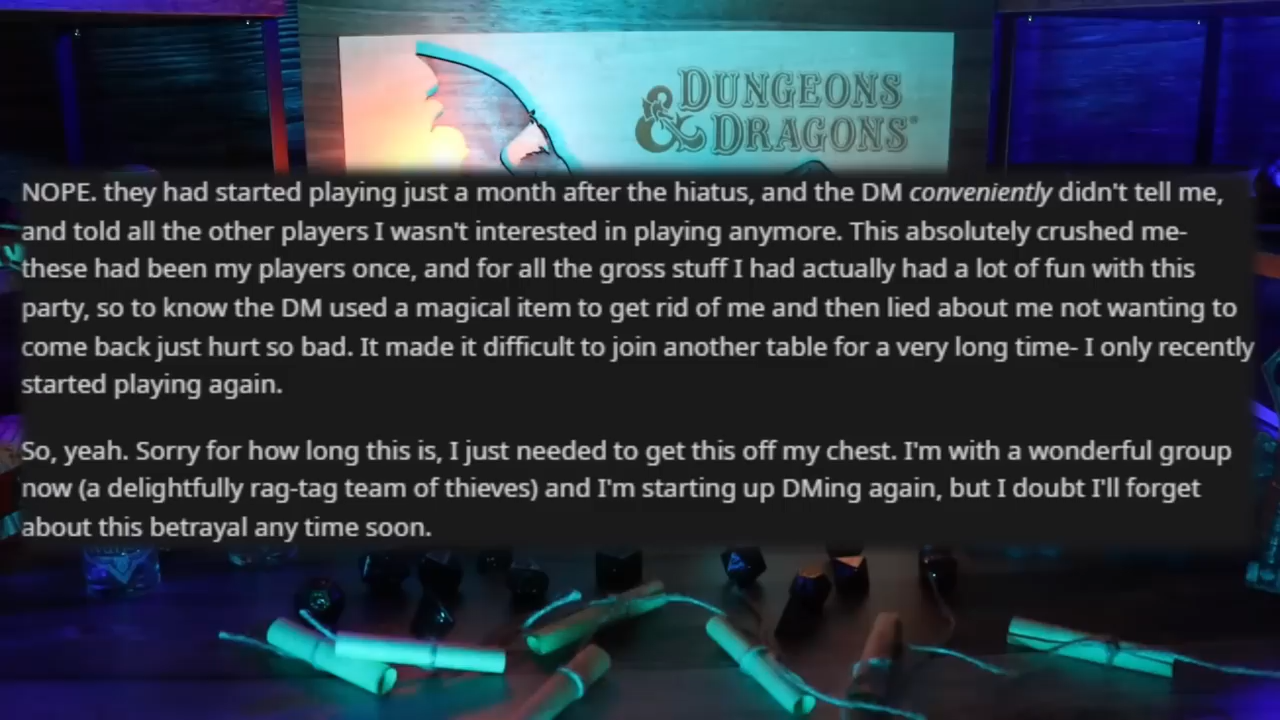 DUNGEONS
& DRAGONS®
NOPE. they had started playing just a month after the hiatus, and the DM conveniently didn't tell me,
and told all the other players I wasn't interested in playing anymore. This absolutely crushed me-
these had been my players once, and for all the gross stuff I had actually had a lot of fun with this
party, so to know the DM used a magical item to get rid of me and then lied about me not wanting to
come back just hurt so bad. It made it difficult to join another table for a very long time- I only recently
started playing again.
So, yeah. Sorry for how long this is, I just needed to get this off my chest. I'm with a wonderful group
now (a delightfully rag-tag team of thieves) and I'm starting up DMing again, but I doubt I'll forget
about this betrayal any time soon.